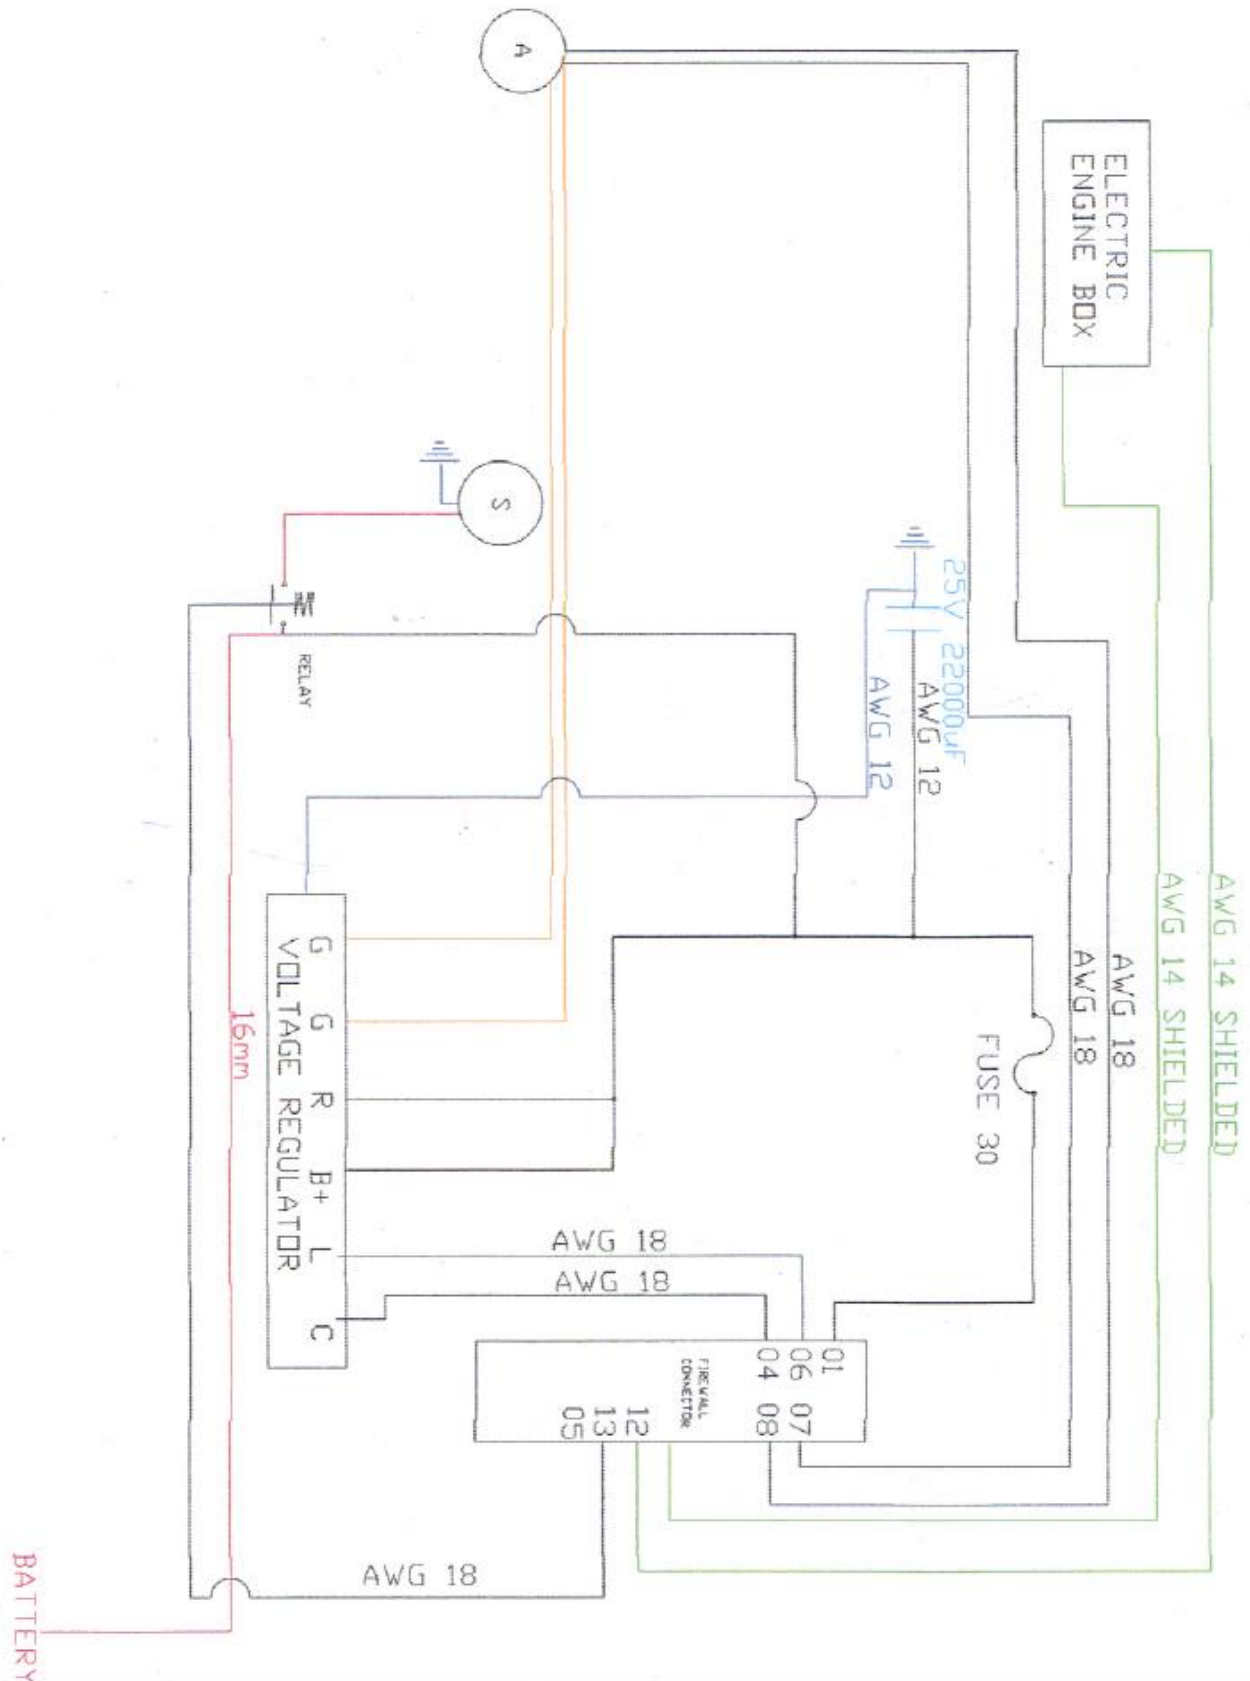 A
ELECTRIC
ENGINE BOX
S
RELAY
25V 22000uF
AWG 12
AWG 12
AWG 14 SHIELDED
AWG 14 SHIELDED
AWG 18
AWG 18
FUSE 30
16mm
G G R B+ L C
VOLTAGE REGULATOR
AWG 18
AWG 18
01
06 07
04 08
FIREWALL
CONNECTOR
12
13
05
AWG 18
BATTERY